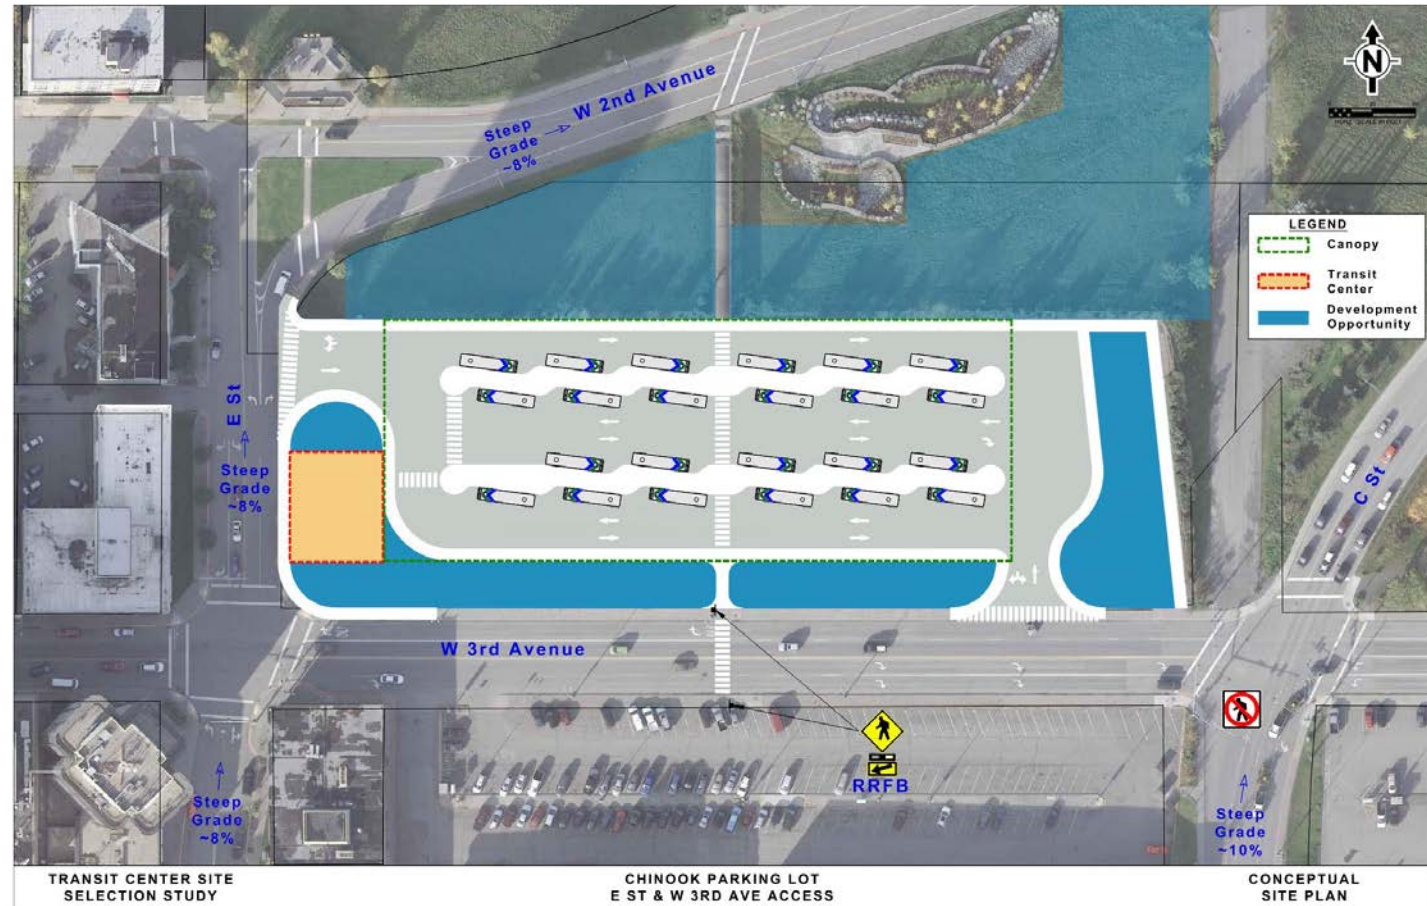 N
W 2nd Avenue
Steep
Grade
~8%
LEGEND
Canopy
Transit
Center
Development
Opportunity
E St
Steep
Grade
~8%
C St
W 3rd Avenue
RRFB
Steep
Grade
~8%
Steep
Grade
~10%
TRANSIT CENTER SITE
SELECTION STUDY
CHINOOK PARKING LOT
E ST & W 3RD AVE ACCESS
CONCEPTUAL
SITE PLAN